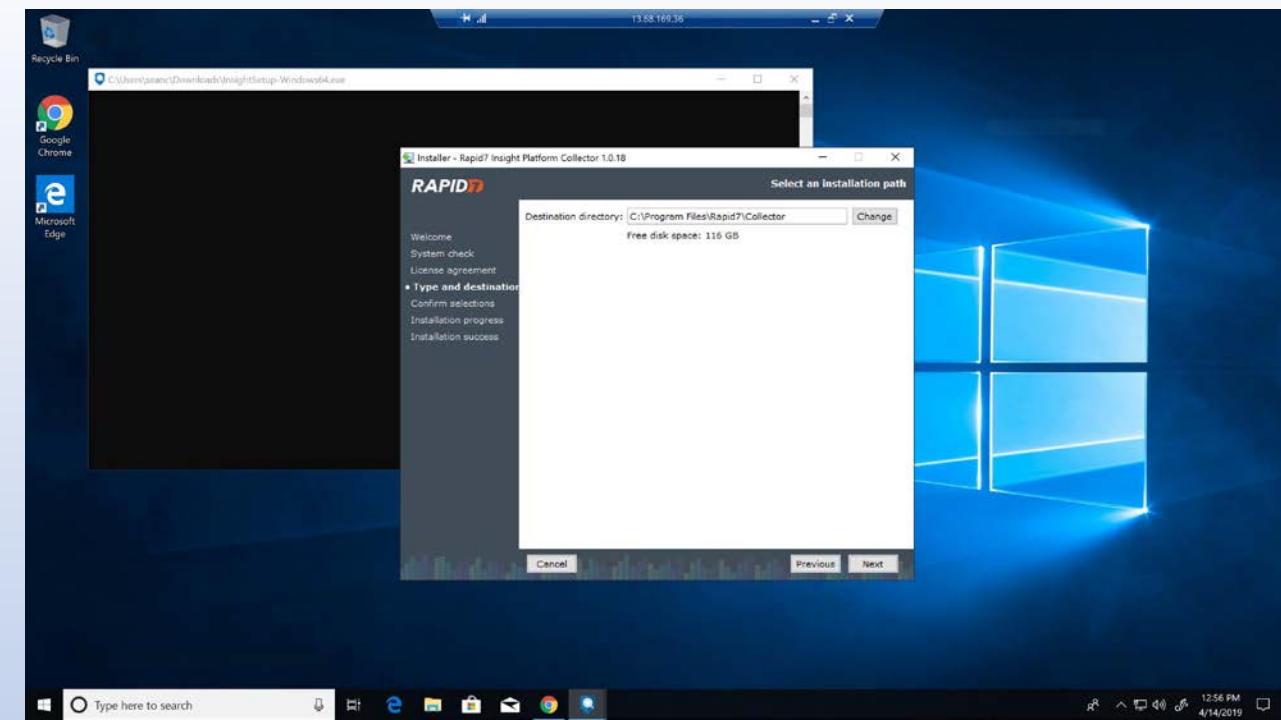 13.68.169.36
Recycle Bin
C:\Users\seanc\Downloads\InsightSetup-Windows64.exe
Google
Chrome
Microsoft
Edge
Installer - Rapid7 Insight Platform Collector 1.0.18
RAPID7
Select an installation path
Destination directory: C:\Program Files\Rapid7\Collector Change
Free disk space: 116 GB
Welcome
System check
License agreement
• Type and destination
Confirm selections
Installation progress
Installation success
Cancel Previous Next
Type here to search
12:56 PM
4/14/2019